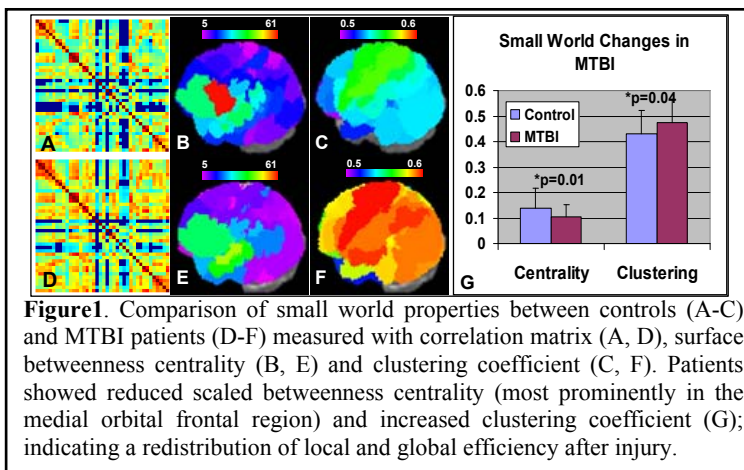 5 61 0.5 0.6
A B C
5 61 0.5 0.6
D E F
Small World Changes in
MTBI
0.6
0.5
0.4
0.3
0.2
0.1
0
Control
MTBI
*p=0.04
*p=0.01
Centrality Clustering
G
Figure1. Comparison of small world properties between controls (A-C)
and MTBI patients (D-F) measured with correlation matrix (A, D), surface
betweenness centrality (B, E) and clustering coefficient (C, F). Patients
showed reduced scaled betweenness centrality (most prominently in the
medial orbital frontal region) and increased clustering coefficient (G);
indicating a redistribution of local and global efficiency after injury.